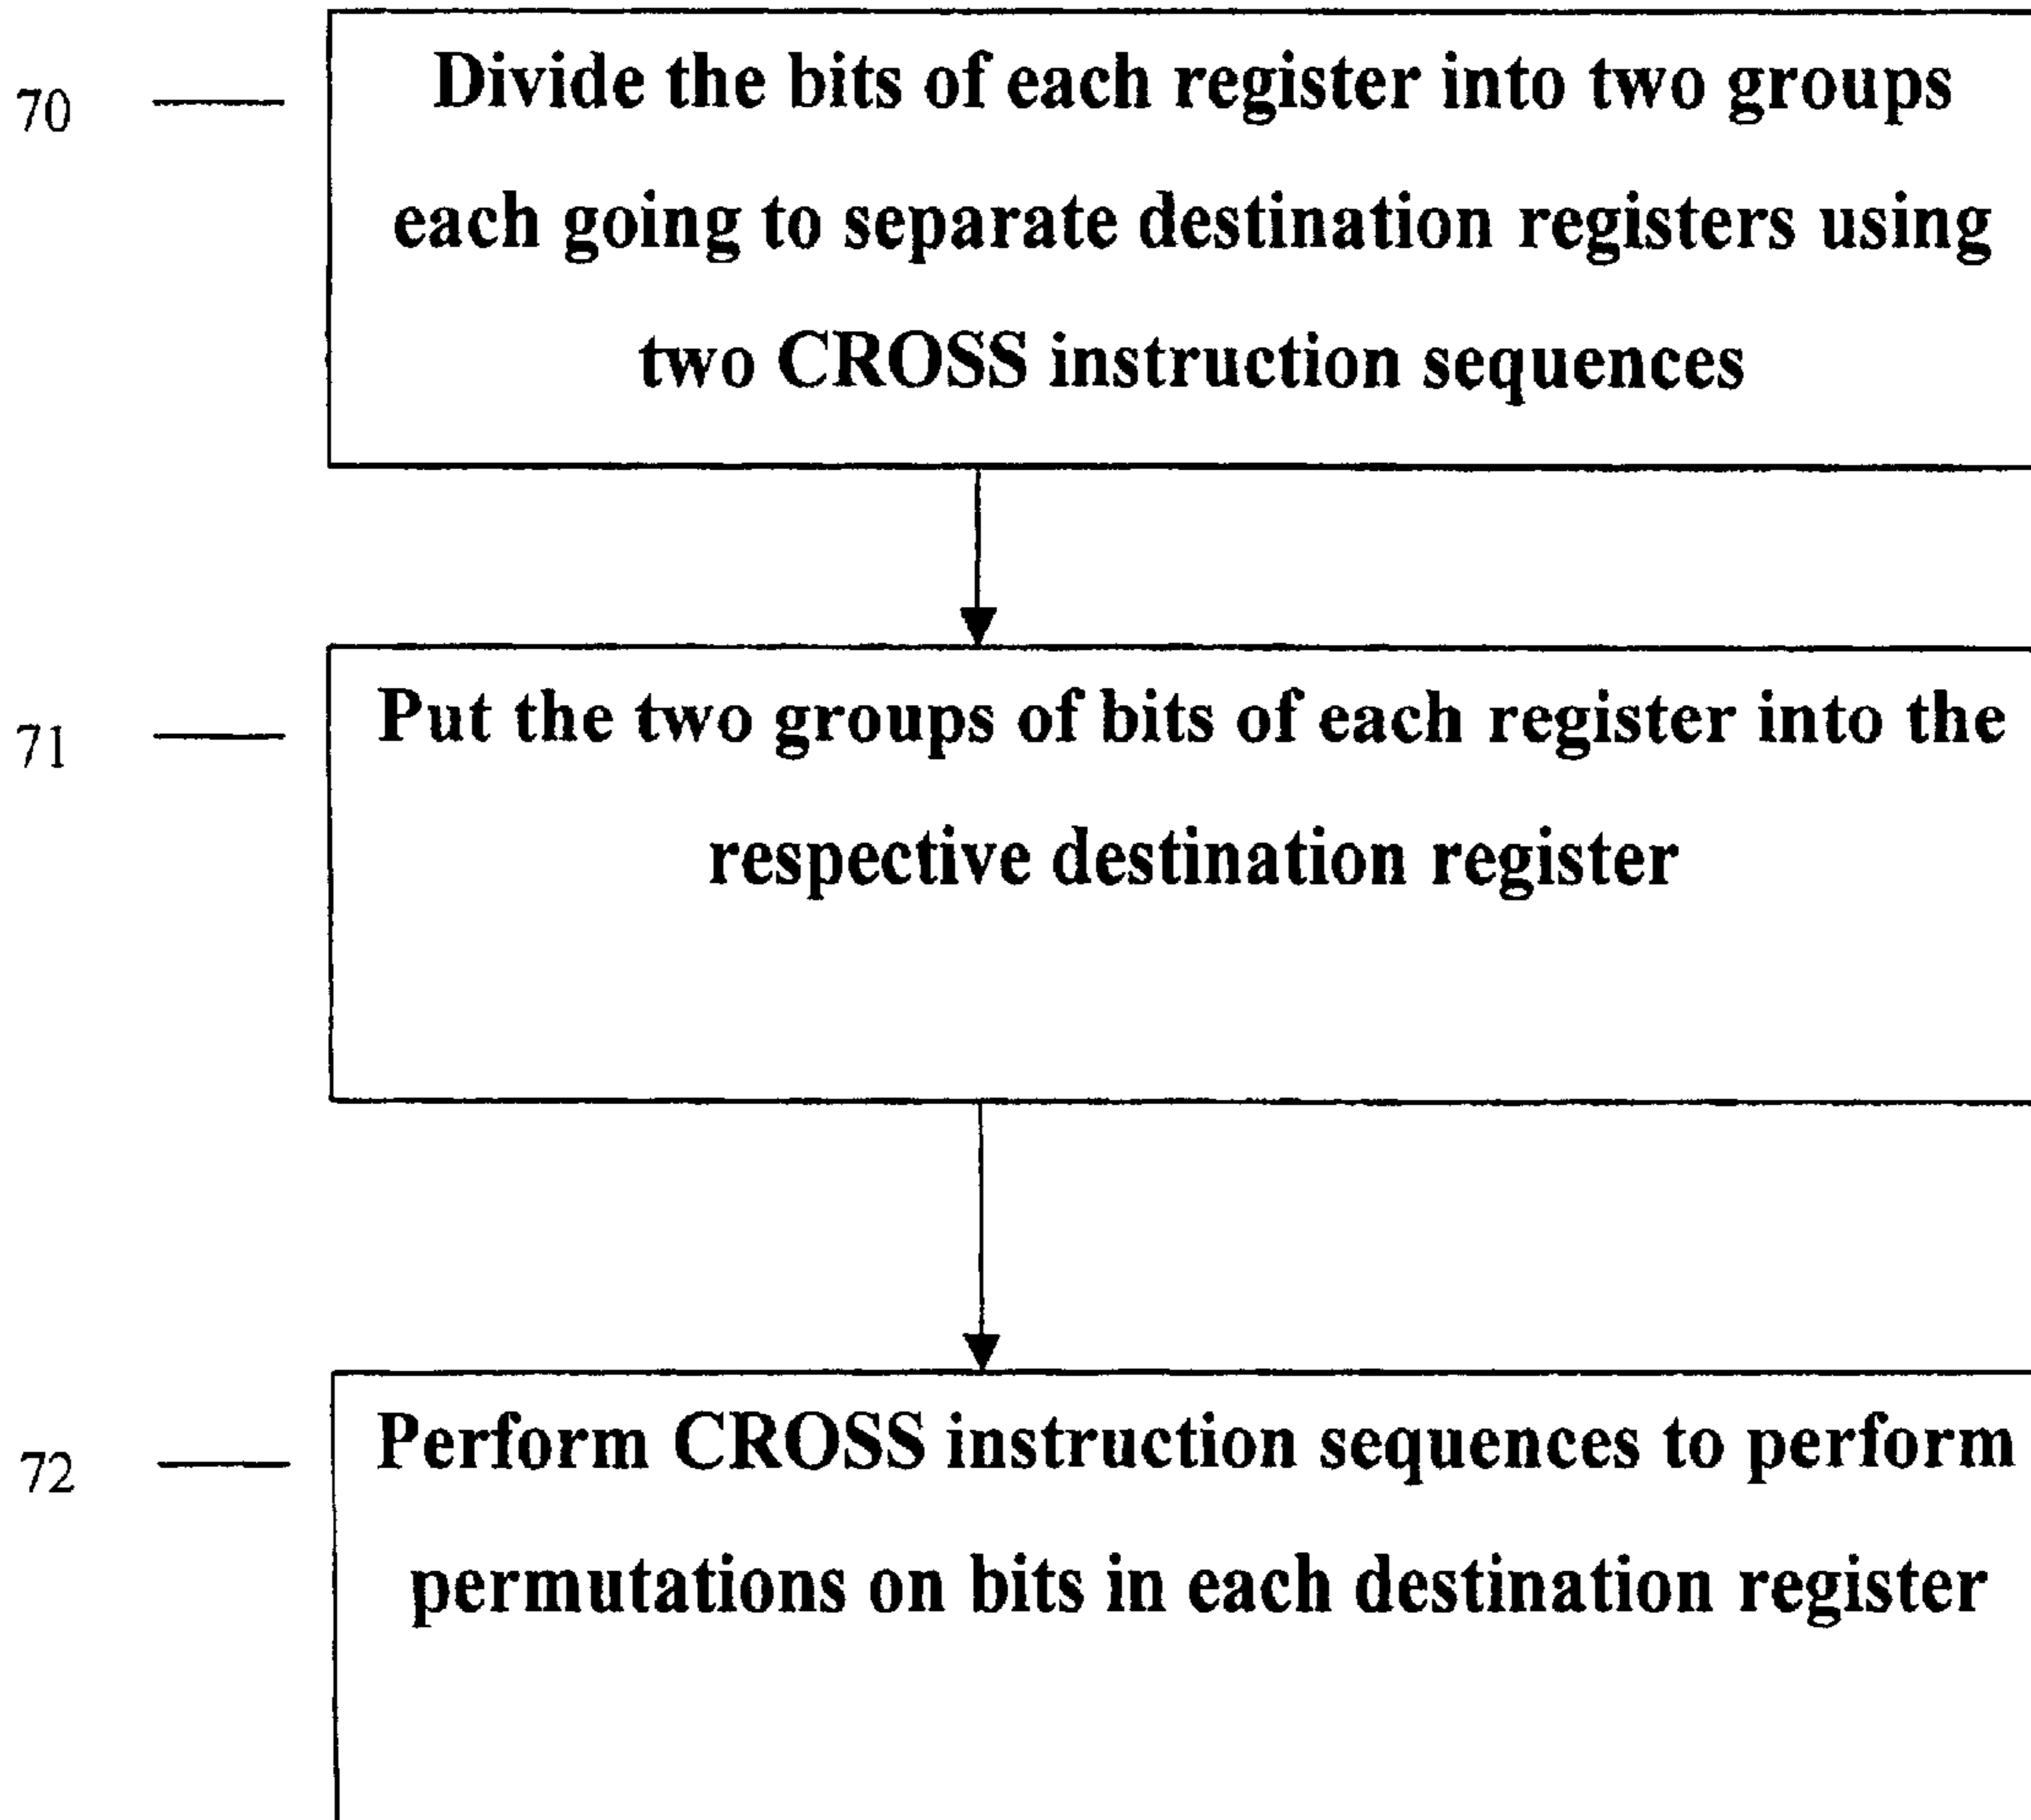 70
Divide the bits of each register into two groups
each going to separate destination registers using
two CROSS instruction sequences
71
Put the two groups of bits of each register into the
respective destination register
72
Perform CROSS instruction sequences to perform
permutations on bits in each destination register